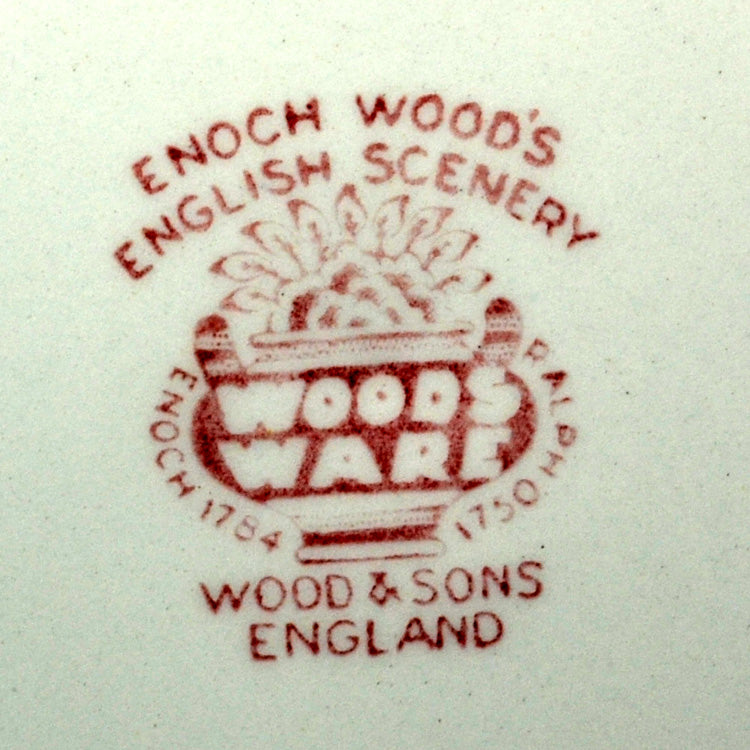 ENOCH WOOD'S
ENGLISH SCENERY
WOODS
WARE
ENOCH 1784
RALPH 1750
WOOD & SONS
ENGLAND